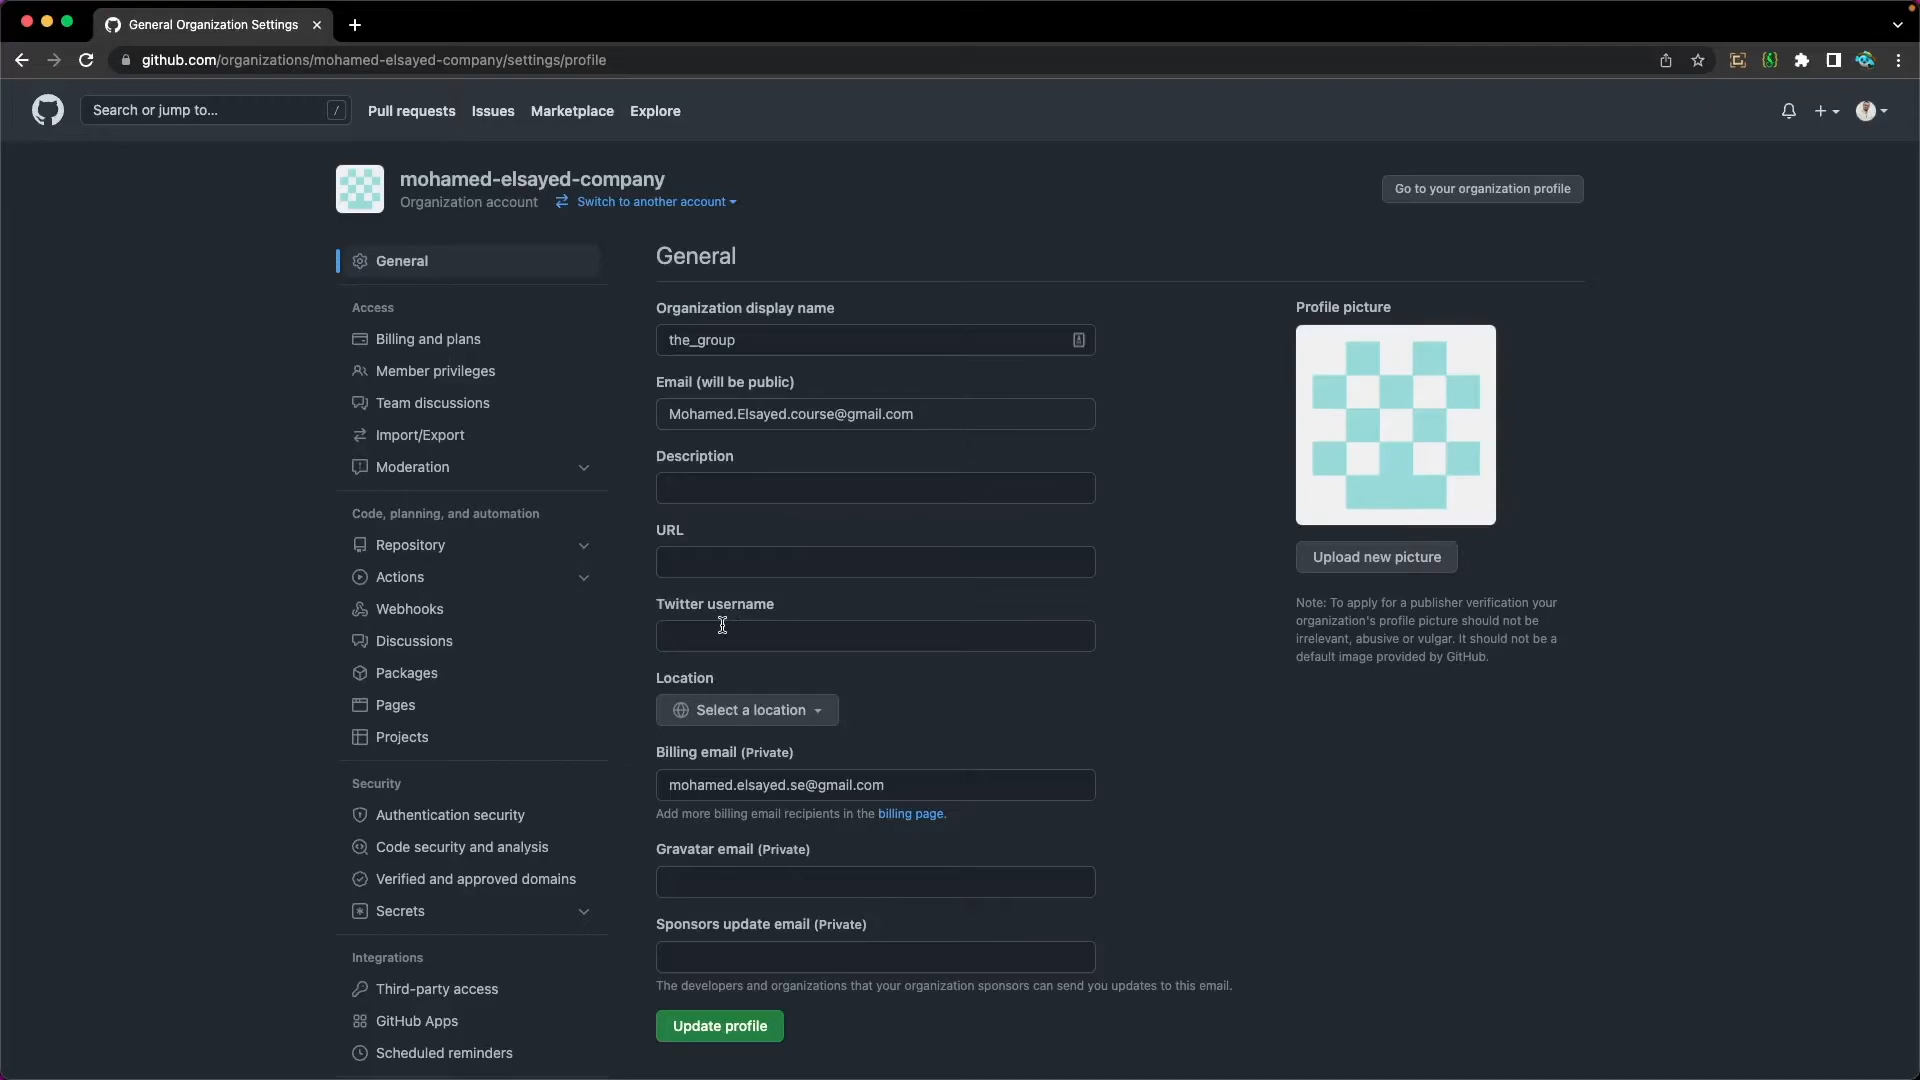 General Organization Settings
github.com/organizations/mohamed-elsayed-company/settings/profile
Search or jump to... /
Pull requests
Issues
Marketplace
Explore
mohamed-elsayed-company
Organization account
Switch to another account
Go to your organization profile
General
Access
Billing and plans
Member privileges
Team discussions
Import/Export
Moderation
Code, planning, and automation
Repository
Actions
Webhooks
Discussions
Packages
Pages
Projects
Security
Authentication security
Code security and analysis
Verified and approved domains
Secrets
Integrations
Third-party access
GitHub Apps
Scheduled reminders
General
Organization display name
the_group
Email (will be public)
Mohamed.Elsayed.course@gmail.com
Description
URL
Twitter username
Location
Select a location
Billing email (Private)
mohamed.elsayed.se@gmail.com
Add more billing email recipients in the billing page.
Gravatar email (Private)
Sponsors update email (Private)
The developers and organizations that your organization sponsors can send you updates to this email.
Update profile
Profile picture
Upload new picture
Note: To apply for a publisher verification your
organization's profile picture should not be
irrelevant, abusive or vulgar. It should not be a
default image provided by GitHub.